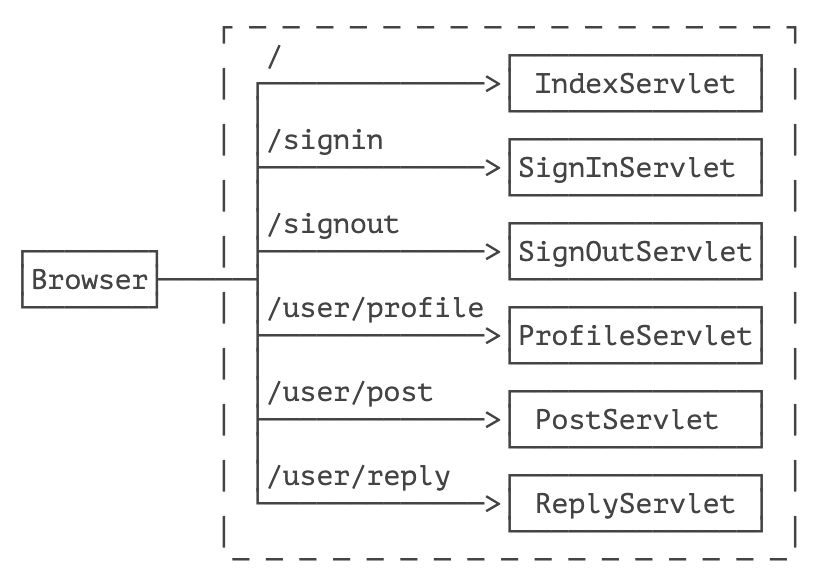 /
IndexServlet
/signin
SignInServlet
/signout
SignOutServlet
Browser
/user/profile
ProfileServlet
/user/post
PostServlet
/user/reply
ReplyServlet